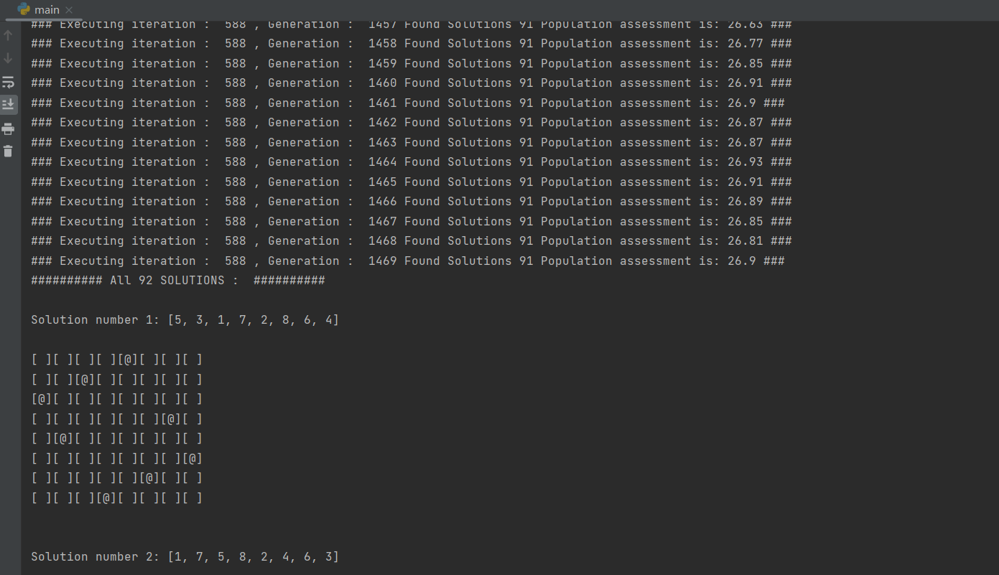 main
### Executing iteration :  588 , Generation :  1457 Found Solutions 91 Population assessment is: 26.63 ###
### Executing iteration :  588 , Generation :  1458 Found Solutions 91 Population assessment is: 26.77 ###
### Executing iteration :  588 , Generation :  1459 Found Solutions 91 Population assessment is: 26.85 ###
### Executing iteration :  588 , Generation :  1460 Found Solutions 91 Population assessment is: 26.91 ###
### Executing iteration :  588 , Generation :  1461 Found Solutions 91 Population assessment is: 26.9 ###
### Executing iteration :  588 , Generation :  1462 Found Solutions 91 Population assessment is: 26.87 ###
### Executing iteration :  588 , Generation :  1463 Found Solutions 91 Population assessment is: 26.87 ###
### Executing iteration :  588 , Generation :  1464 Found Solutions 91 Population assessment is: 26.93 ###
### Executing iteration :  588 , Generation :  1465 Found Solutions 91 Population assessment is: 26.91 ###
### Executing iteration :  588 , Generation :  1466 Found Solutions 91 Population assessment is: 26.89 ###
### Executing iteration :  588 , Generation :  1467 Found Solutions 91 Population assessment is: 26.85 ###
### Executing iteration :  588 , Generation :  1468 Found Solutions 91 Population assessment is: 26.81 ###
### Executing iteration :  588 , Generation :  1469 Found Solutions 91 Population assessment is: 26.9 ###
########## All 92 SOLUTIONS :  ##########
Solution number 1: [5, 3, 1, 7, 2, 8, 6, 4]
[ ][ ][ ][ ][@][ ][ ][ ]
[ ][ ][@][ ][ ][ ][ ][ ]
[@][ ][ ][ ][ ][ ][ ][ ]
[ ][ ][ ][ ][ ][ ][@][ ]
[ ][@][ ][ ][ ][ ][ ][ ]
[ ][ ][ ][ ][ ][ ][ ][@]
[ ][ ][ ][ ][ ][@][ ][ ]
[ ][ ][ ][@][ ][ ][ ][ ]
Solution number 2: [1, 7, 5, 8, 2, 4, 6, 3]